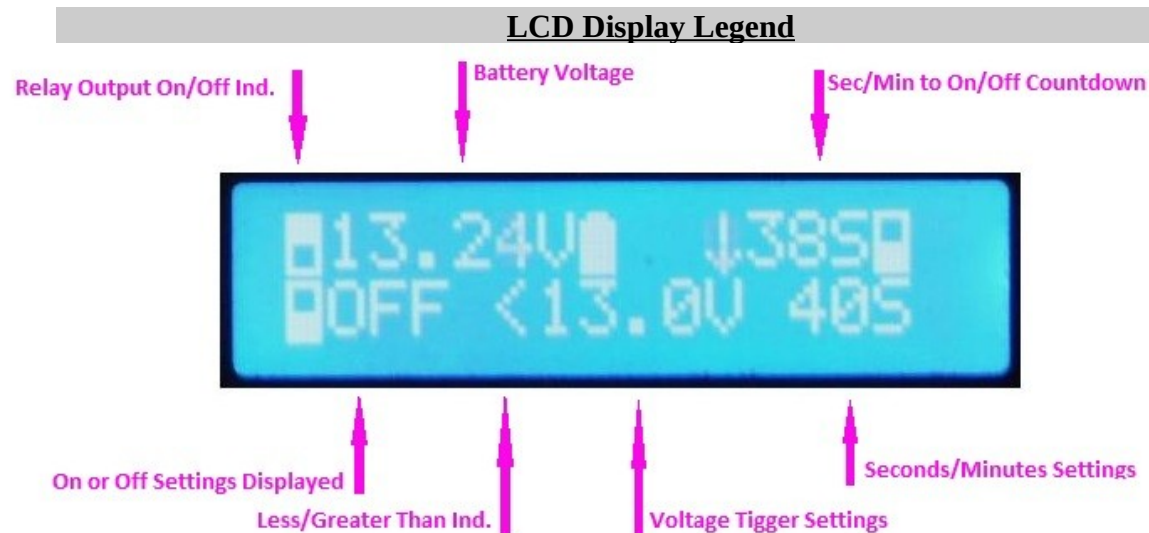 LCD Display Legend
Relay Output On/Off Ind.
Battery Voltage
Sec/Min to On/Off Countdown
13.24V ↓38S
OFF <13.0V 40S
On or Off Settings Displayed
Seconds/Minutes Settings
Less/Greater Than Ind.
Voltage Tigger Settings